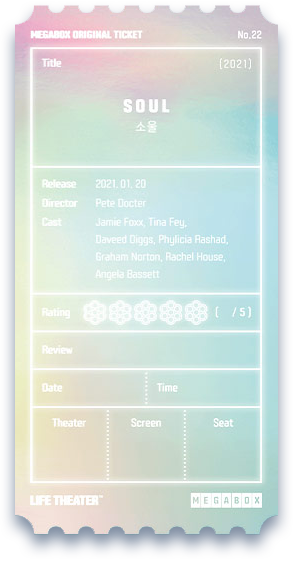 MEGABOX ORIGINAL TICKET No.22
Title [2021]
SOUL
소울
Release 2021. 01. 20
Director Pete Docter
Cast Jamie Foxx, Tina Fey,
Daveed Diggs, Phylicia Rashad,
Graham Norton, Rachel House,
Angela Bassett
Rating [ / 5 ]
Review
Date Time
Theater Screen Seat
LIFE THEATER MEGABOX